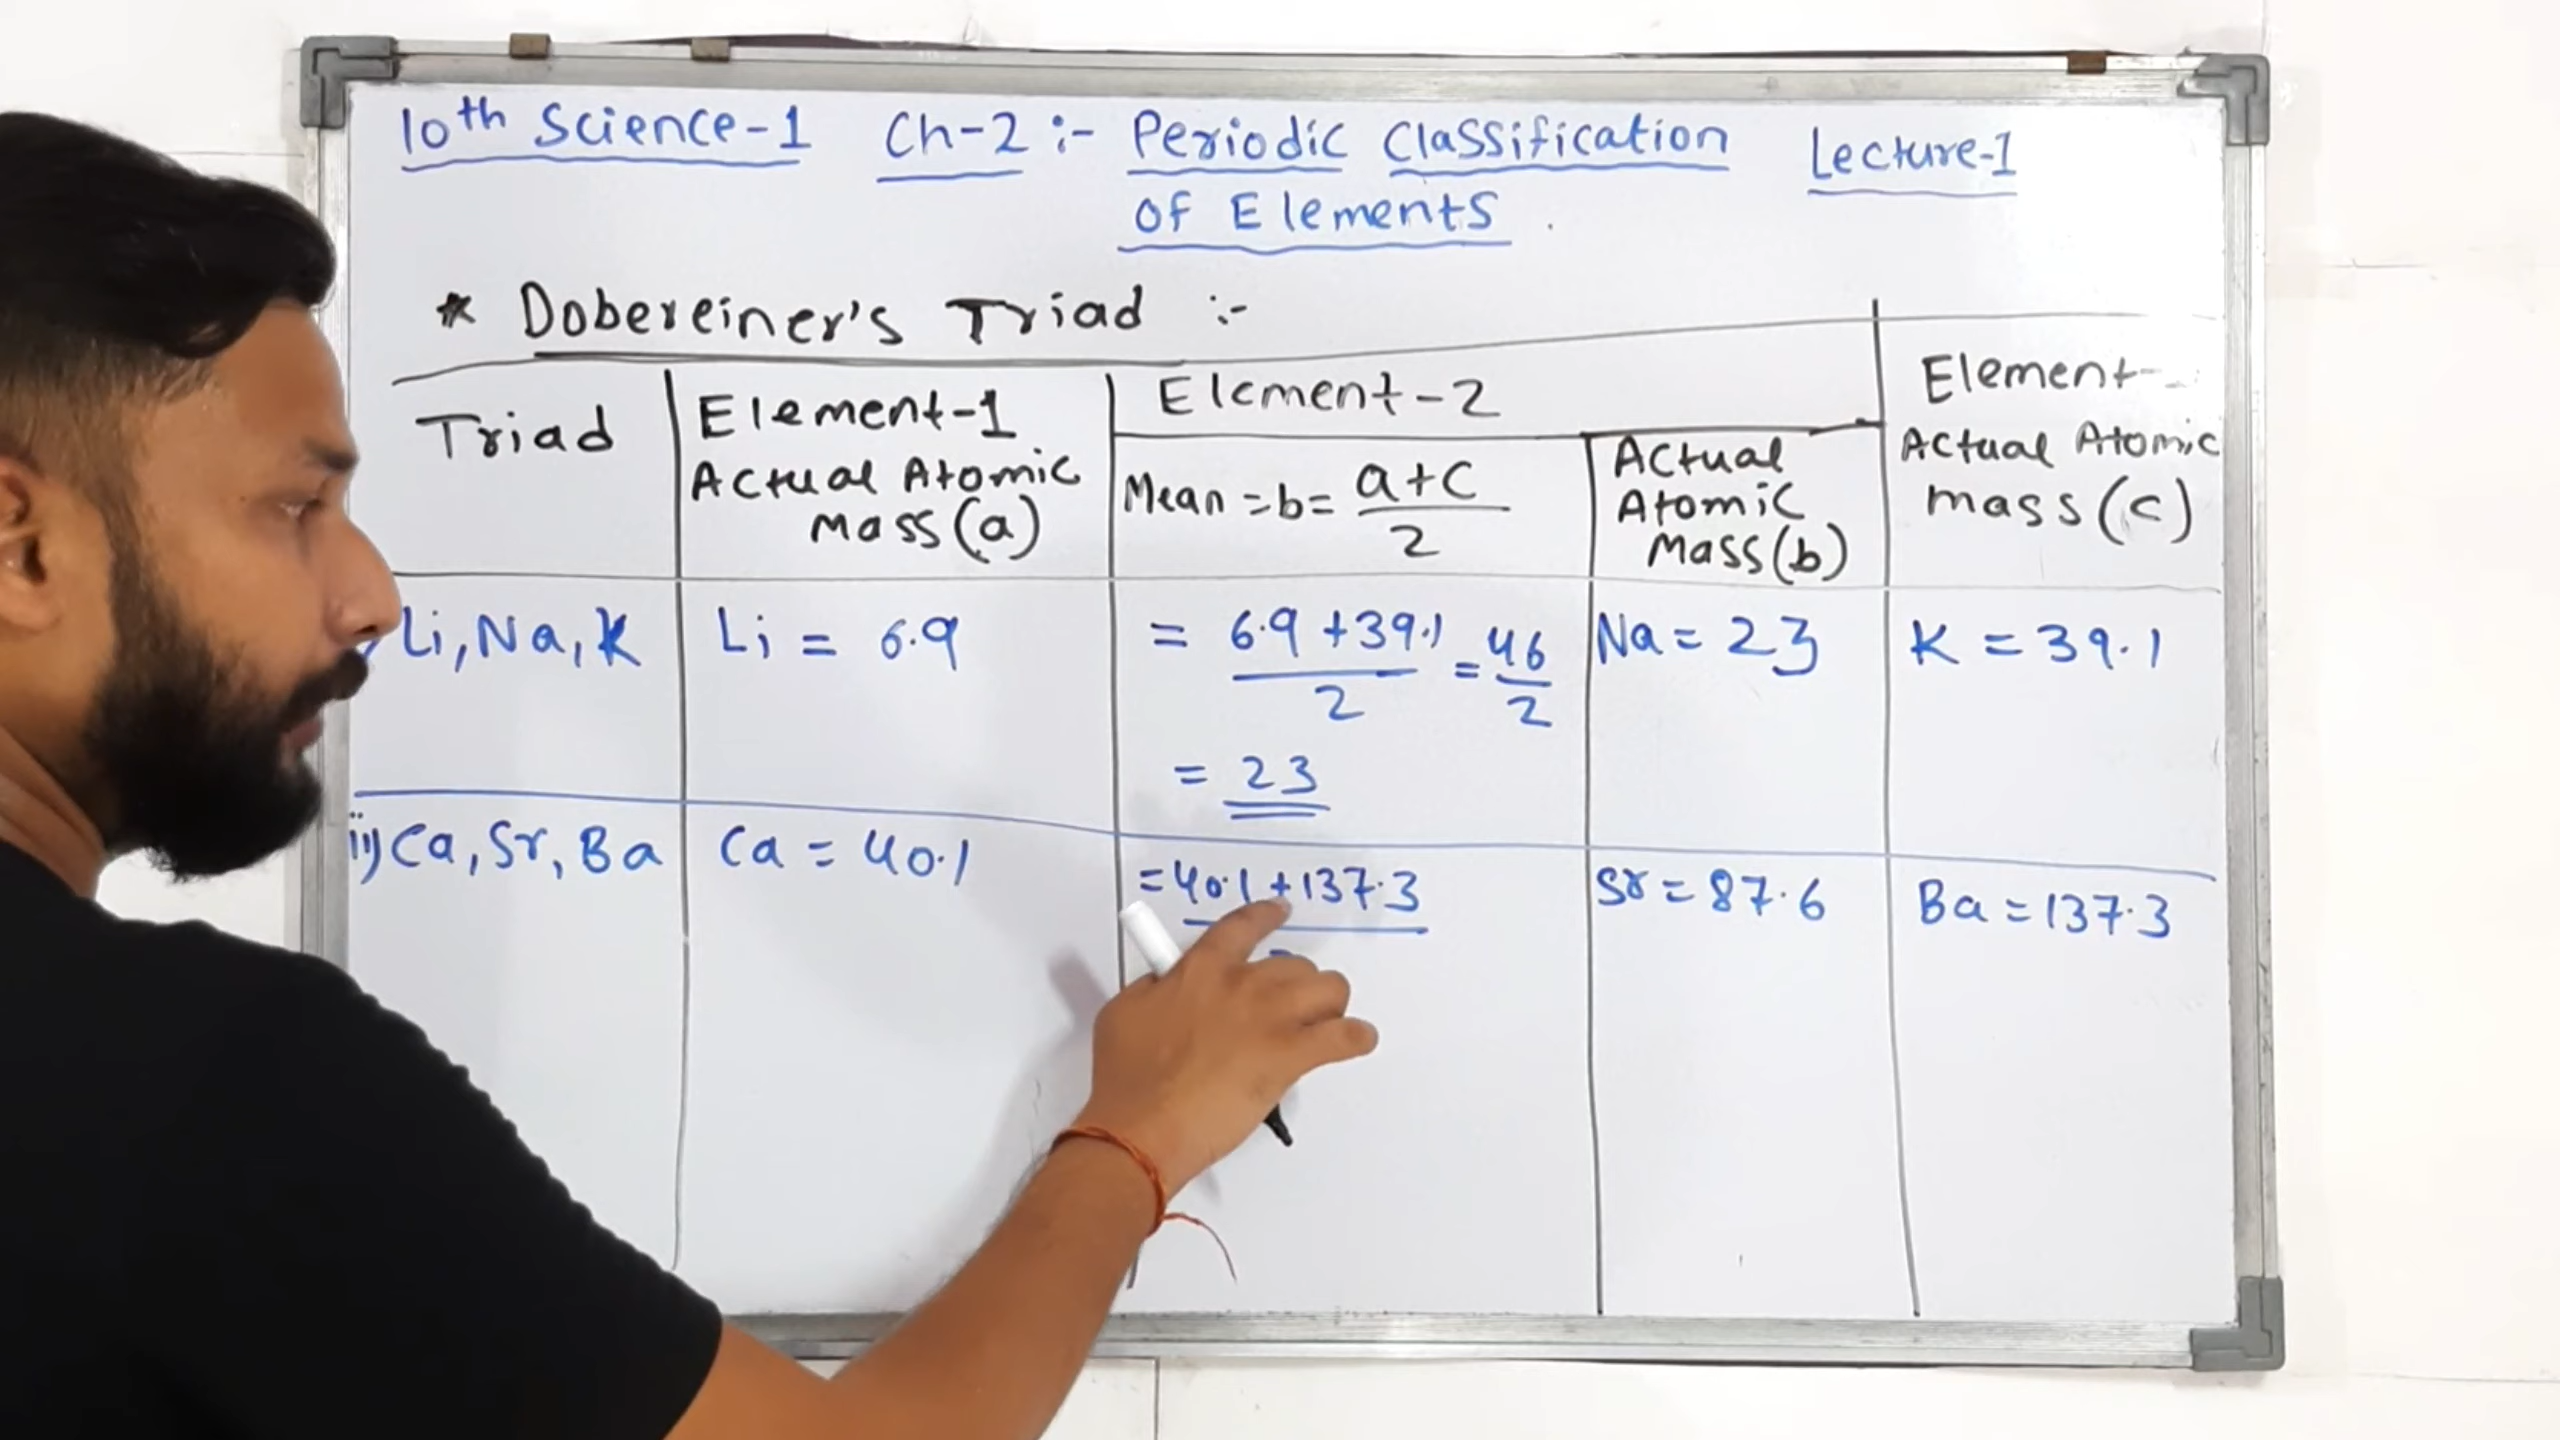 10th Science-1 Ch-2 :- Periodic Classification Lecture-1
of Elements .
* Dobereiner's Triad :-
Triad
Element-1
Actual Atomic
Mass (a)
Element-2
Mean = b = a+c
2
Actual
Atomic
Mass (b)
Element-
Actual Atomic
mass (c)
Li, Na, K
Li = 6.9
= 6.9 + 39.1
2
= 46
2
= 23
Na = 23
K = 39.1
ii) Ca, Sr, Ba
Ca = 40.1
= 40.1 + 137.3
Sr = 87.6
Ba = 137.3